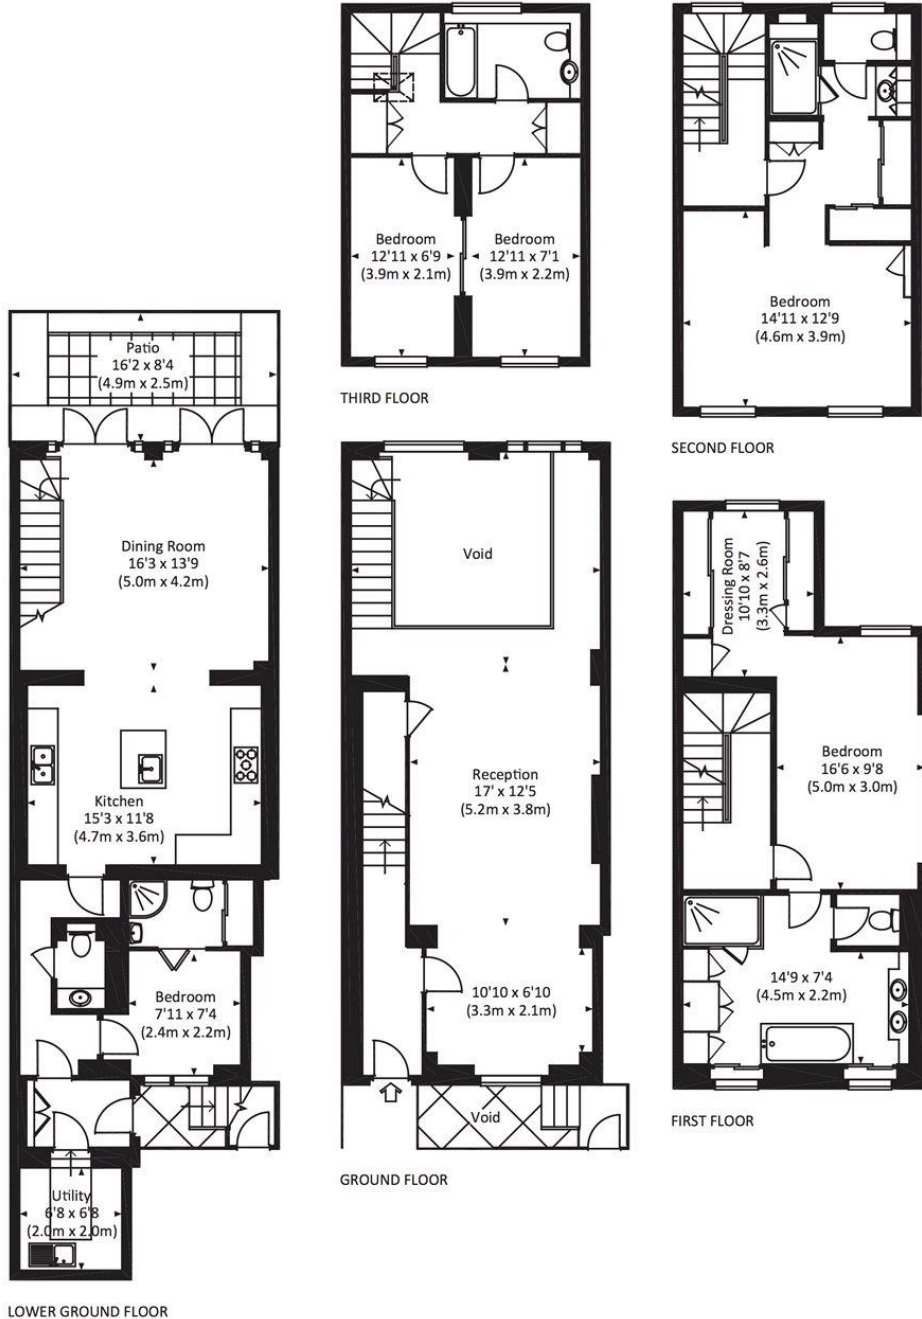 Bedroom
12'11 x 6'9
(3.9m x 2.1m)
Bedroom
12'11 x 7'1
(3.9m x 2.2m)
THIRD FLOOR
Bedroom
14'11 x 12'9
(4.6m x 3.9m)
SECOND FLOOR
Patio
16'2 x 8'4
(4.9m x 2.5m)
Dining Room
16'3 x 13'9
(5.0m x 4.2m)
Kitchen
15'3 x 11'8
(4.7m x 3.6m)
Bedroom
7'11 x 7'4
(2.4m x 2.2m)
Utility
6'8 x 6'8
(2.0m x 2.0m)
LOWER GROUND FLOOR
Void
Reception
17' x 12'5
(5.2m x 3.8m)
10'10 x 6'10
(3.3m x 2.1m)
Void
GROUND FLOOR
Dressing Room
10'10 x 8'7
(3.3m x 2.6m)
Bedroom
16'6 x 9'8
(5.0m x 3.0m)
14'9 x 7'4
(4.5m x 2.2m)
FIRST FLOOR